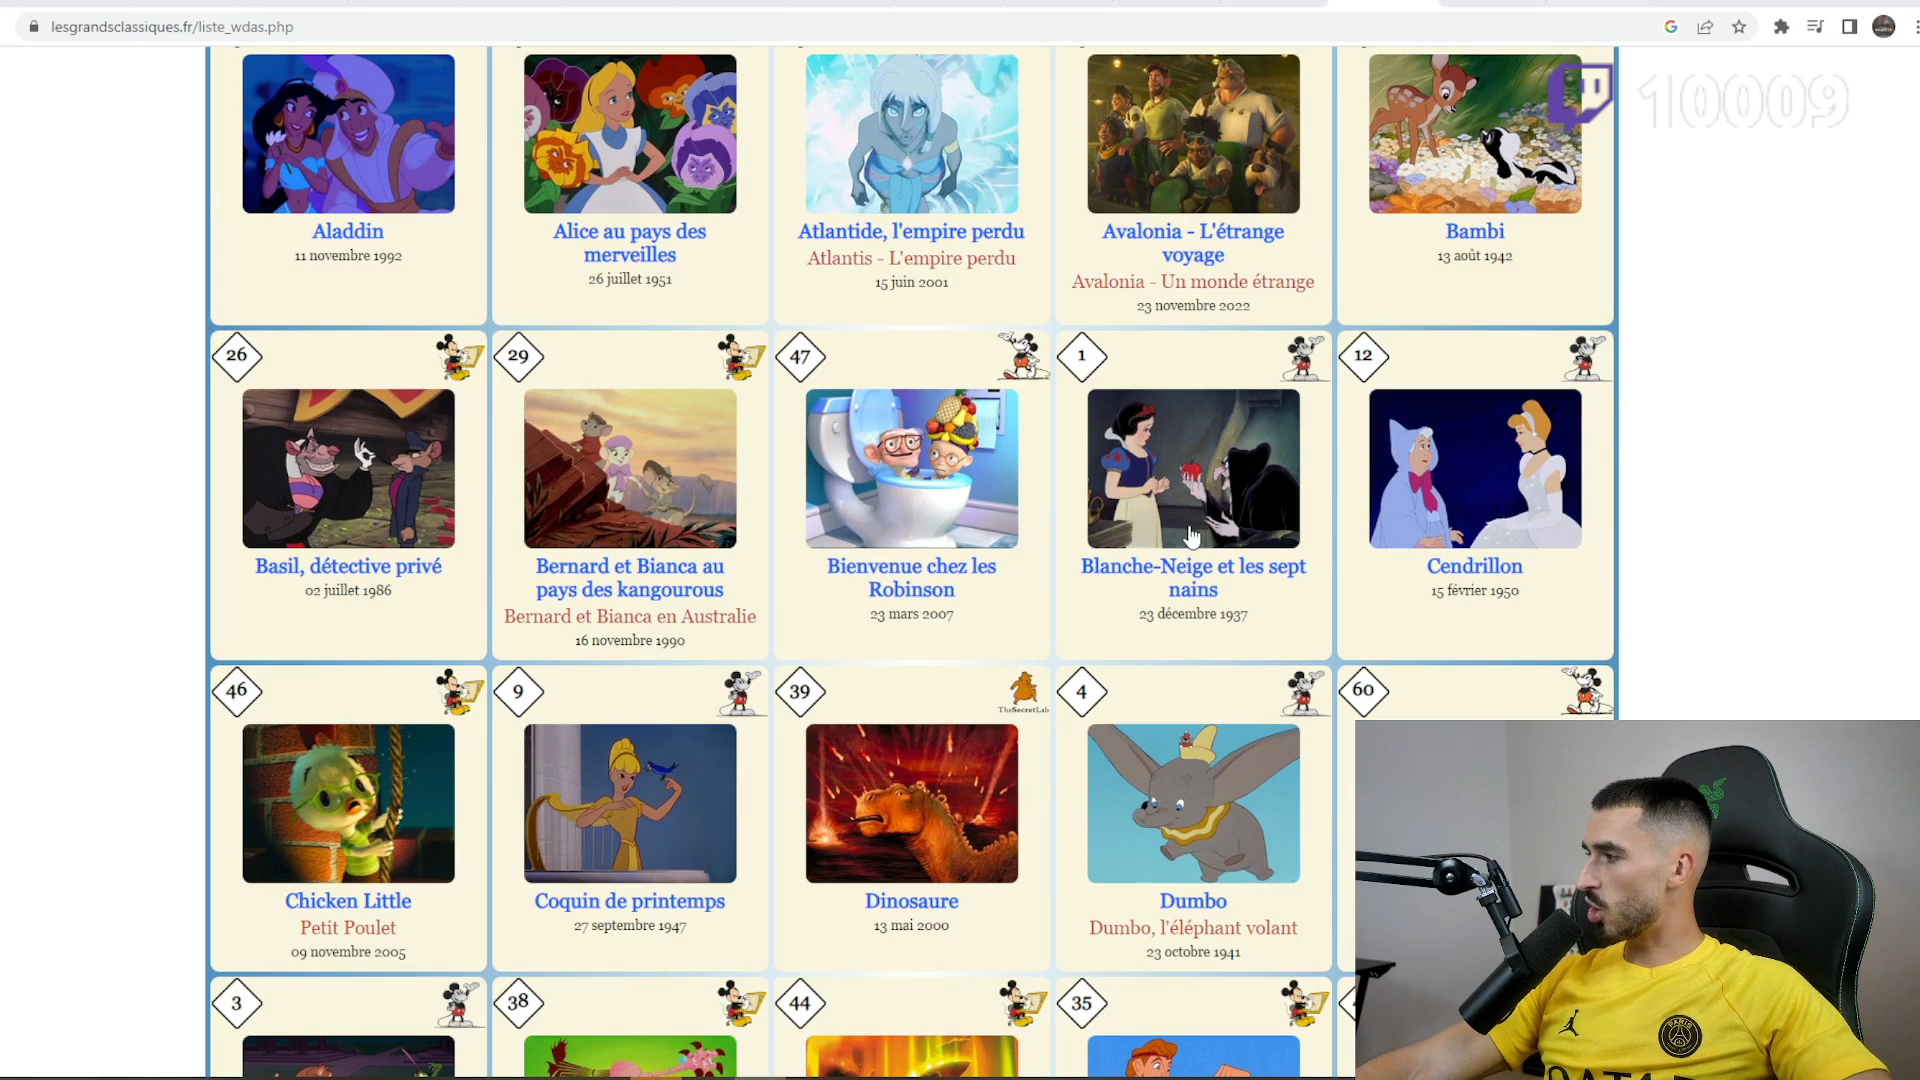 lesgrandsclassiques.fr/liste_wdas.php
10009
Aladdin
11 novembre 1992
Alice au pays des
merveilles
26 juillet 1951
Atlantide, l'empire perdu
Atlantis - L'empire perdu
15 juin 2001
Avalonia - L'étrange
voyage
Avalonia - Un monde étrange
23 novembre 2022
Bambi
13 août 1942
26
Basil, détective privé
02 juillet 1986
29
Bernard et Bianca au
pays des kangourous
Bernard et Bianca en Australie
16 novembre 1990
47
Bienvenue chez les
Robinson
23 mars 2007
1
Blanche-Neige et les sept
nains
23 décembre 1937
12
Cendrillon
15 février 1950
46
Chicken Little
Petit Poulet
09 novembre 2005
9
Coquin de printemps
27 septembre 1947
39
TheSecretLab
Dinosaure
13 mai 2000
4
Dumbo
Dumbo, l'éléphant volant
23 octobre 1941
60
3
38
44
35
PARIS